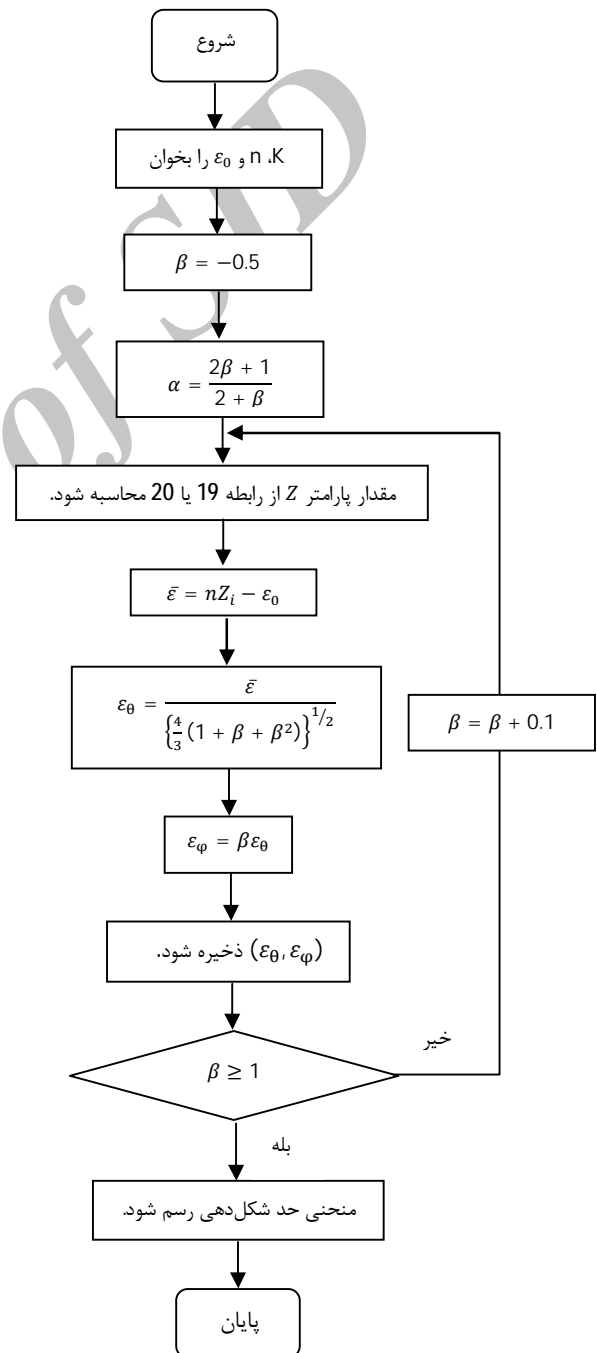 شروع
K، n و ε₀ را بخوان
β = −0.5
α = (2β + 1) / (2 + β)
مقدار پارامتر Z از رابطه 19 یا 20 محاسبه شود.
ε̄ = nZᵢ − ε₀
ε_θ = ε̄ / {4/3 (1 + β + β²)}^{1/2}
β = β + 0.1
ε_φ = βε_θ
(ε_θ, ε_φ) ذخیره شود.
خیر
β ≥ 1
بله
منحنی حد شکل‌دهی رسم شود.
پایان
of SID